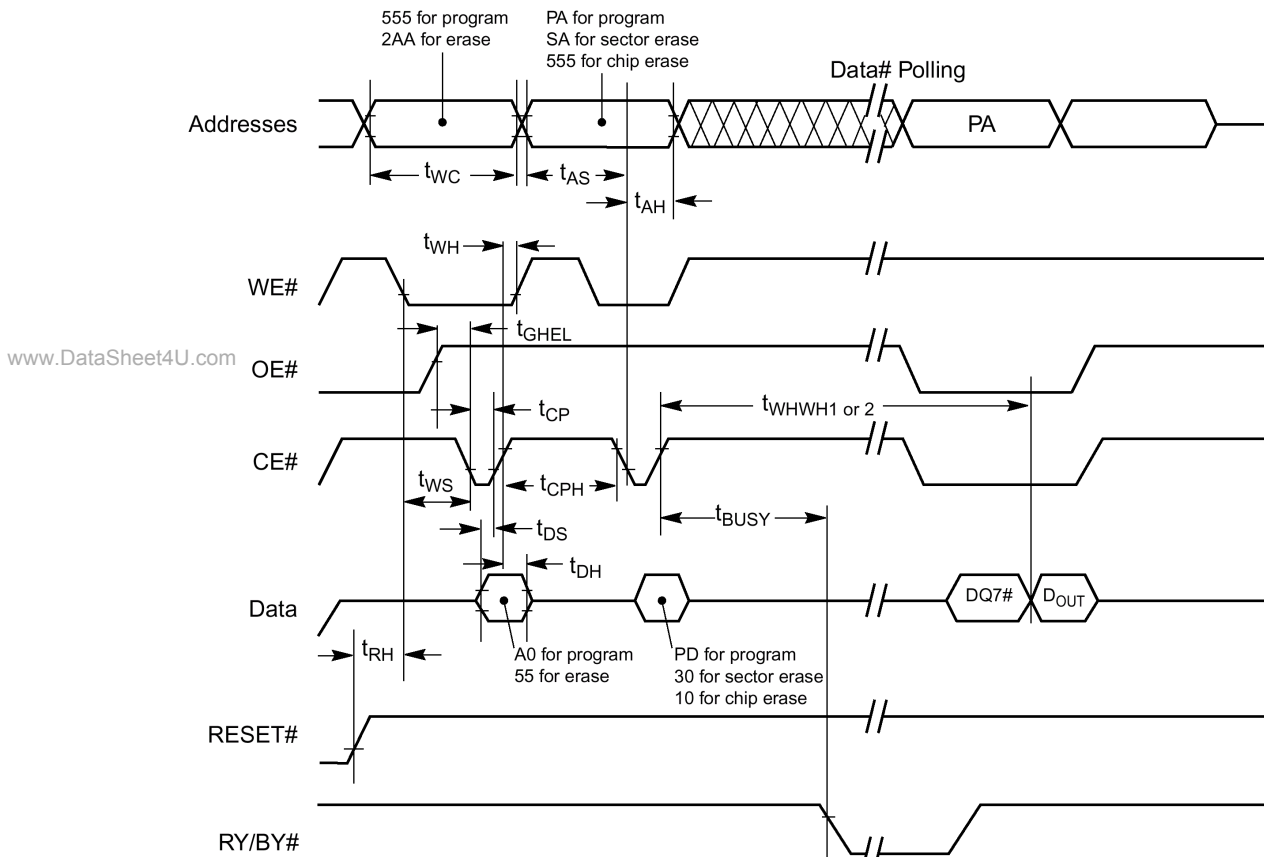 555 for program
2AA for erase
PA for program
SA for sector erase
555 for chip erase
Data# Polling
Addresses
PA
tWC
tAS
tAH
tWH
WE#
tGHEL
www.DataSheet4U.com
OE#
tCP
tWHWH1 or 2
CE#
tWS
tCPH
tBUSY
tDS
tDH
Data
DQ7#
DOUT
tRH
A0 for program
55 for erase
PD for program
30 for sector erase
10 for chip erase
RESET#
RY/BY#